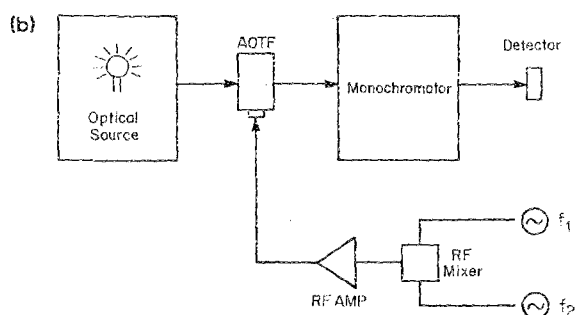 (b)
AOTF
Detector
Optical
Source
Monochromator
f1
RF
Mixer
RF AMP
f2